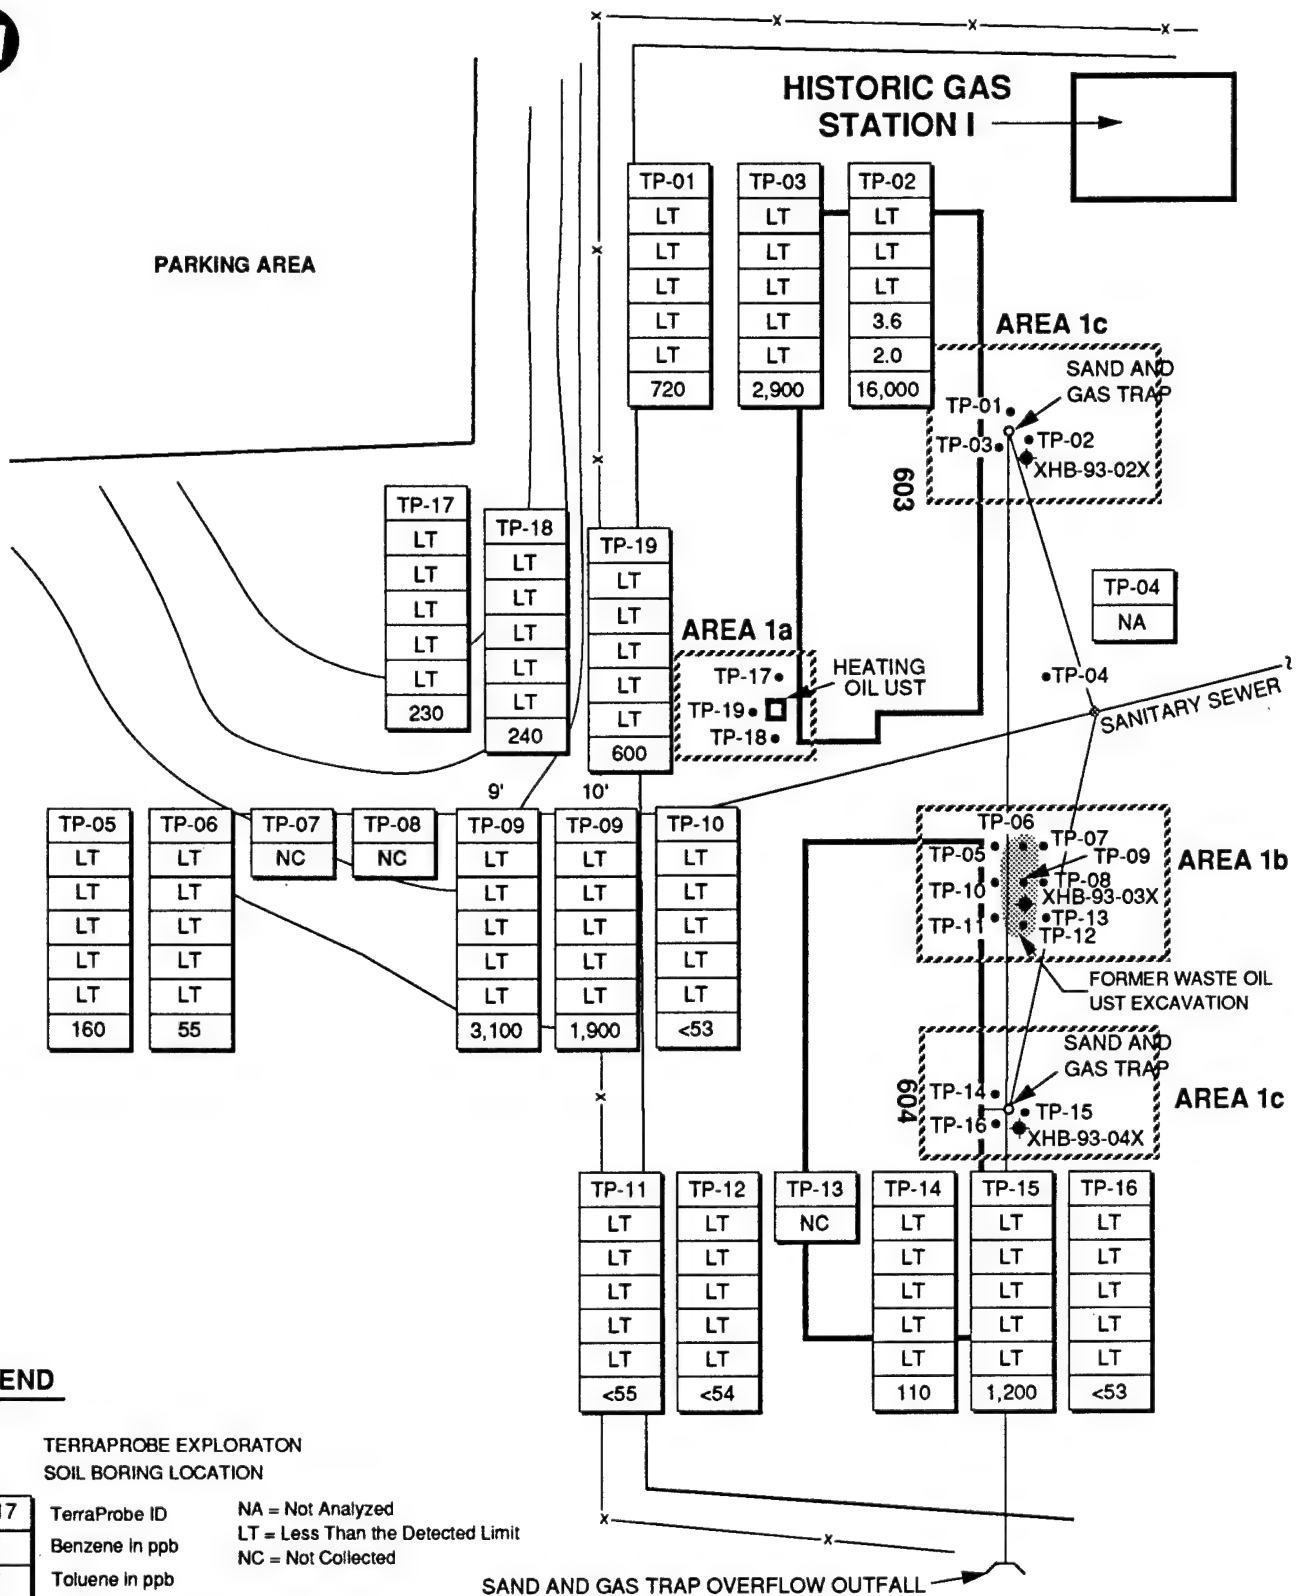 HISTORIC GAS
STATION I
PARKING AREA
TP-01
LT
LT
LT
LT
LT
720
TP-03
LT
LT
LT
LT
LT
2,900
TP-02
LT
LT
LT
3.6
2.0
16,000
AREA 1c
SAND AND
GAS TRAP
TP-01
TP-03
TP-02
XHB-93-02X
603
TP-17
LT
LT
LT
LT
LT
230
TP-18
LT
LT
LT
LT
LT
240
TP-19
LT
LT
LT
LT
LT
600
AREA 1a
TP-17
TP-19
TP-18
HEATING
OIL UST
TP-04
NA
TP-04
SANITARY SEWER
TP-05
LT
LT
LT
LT
LT
160
TP-06
LT
LT
LT
LT
LT
55
TP-07
NC
TP-08
NC
9'
TP-09
LT
LT
LT
LT
LT
3,100
10'
TP-09
LT
LT
LT
LT
LT
1,900
TP-10
LT
LT
LT
LT
LT
<53
TP-06
TP-05
TP-07
TP-09
TP-10
TP-08
XHB-93-03X
TP-11
TP-13
TP-12
AREA 1b
FORMER WASTE OIL
UST EXCAVATION
SAND AND
GAS TRAP
TP-14
TP-15
TP-16
XHB-93-04X
604
AREA 1c
TP-11
LT
LT
LT
LT
LT
<55
TP-12
LT
LT
LT
LT
LT
<54
TP-13
NC
TP-14
LT
LT
LT
LT
LT
110
TP-15
LT
LT
LT
LT
LT
1,200
TP-16
LT
LT
LT
LT
LT
<53
END
TERRAPROBE EXPLORATON
SOIL BORING LOCATION
17
TerraProbe ID
Benzene in ppb
Toluene in ppb
NA = Not Analyzed
LT = Less Than the Detected Limit
NC = Not Collected
SAND AND GAS TRAP OVERFLOW OUTFALL